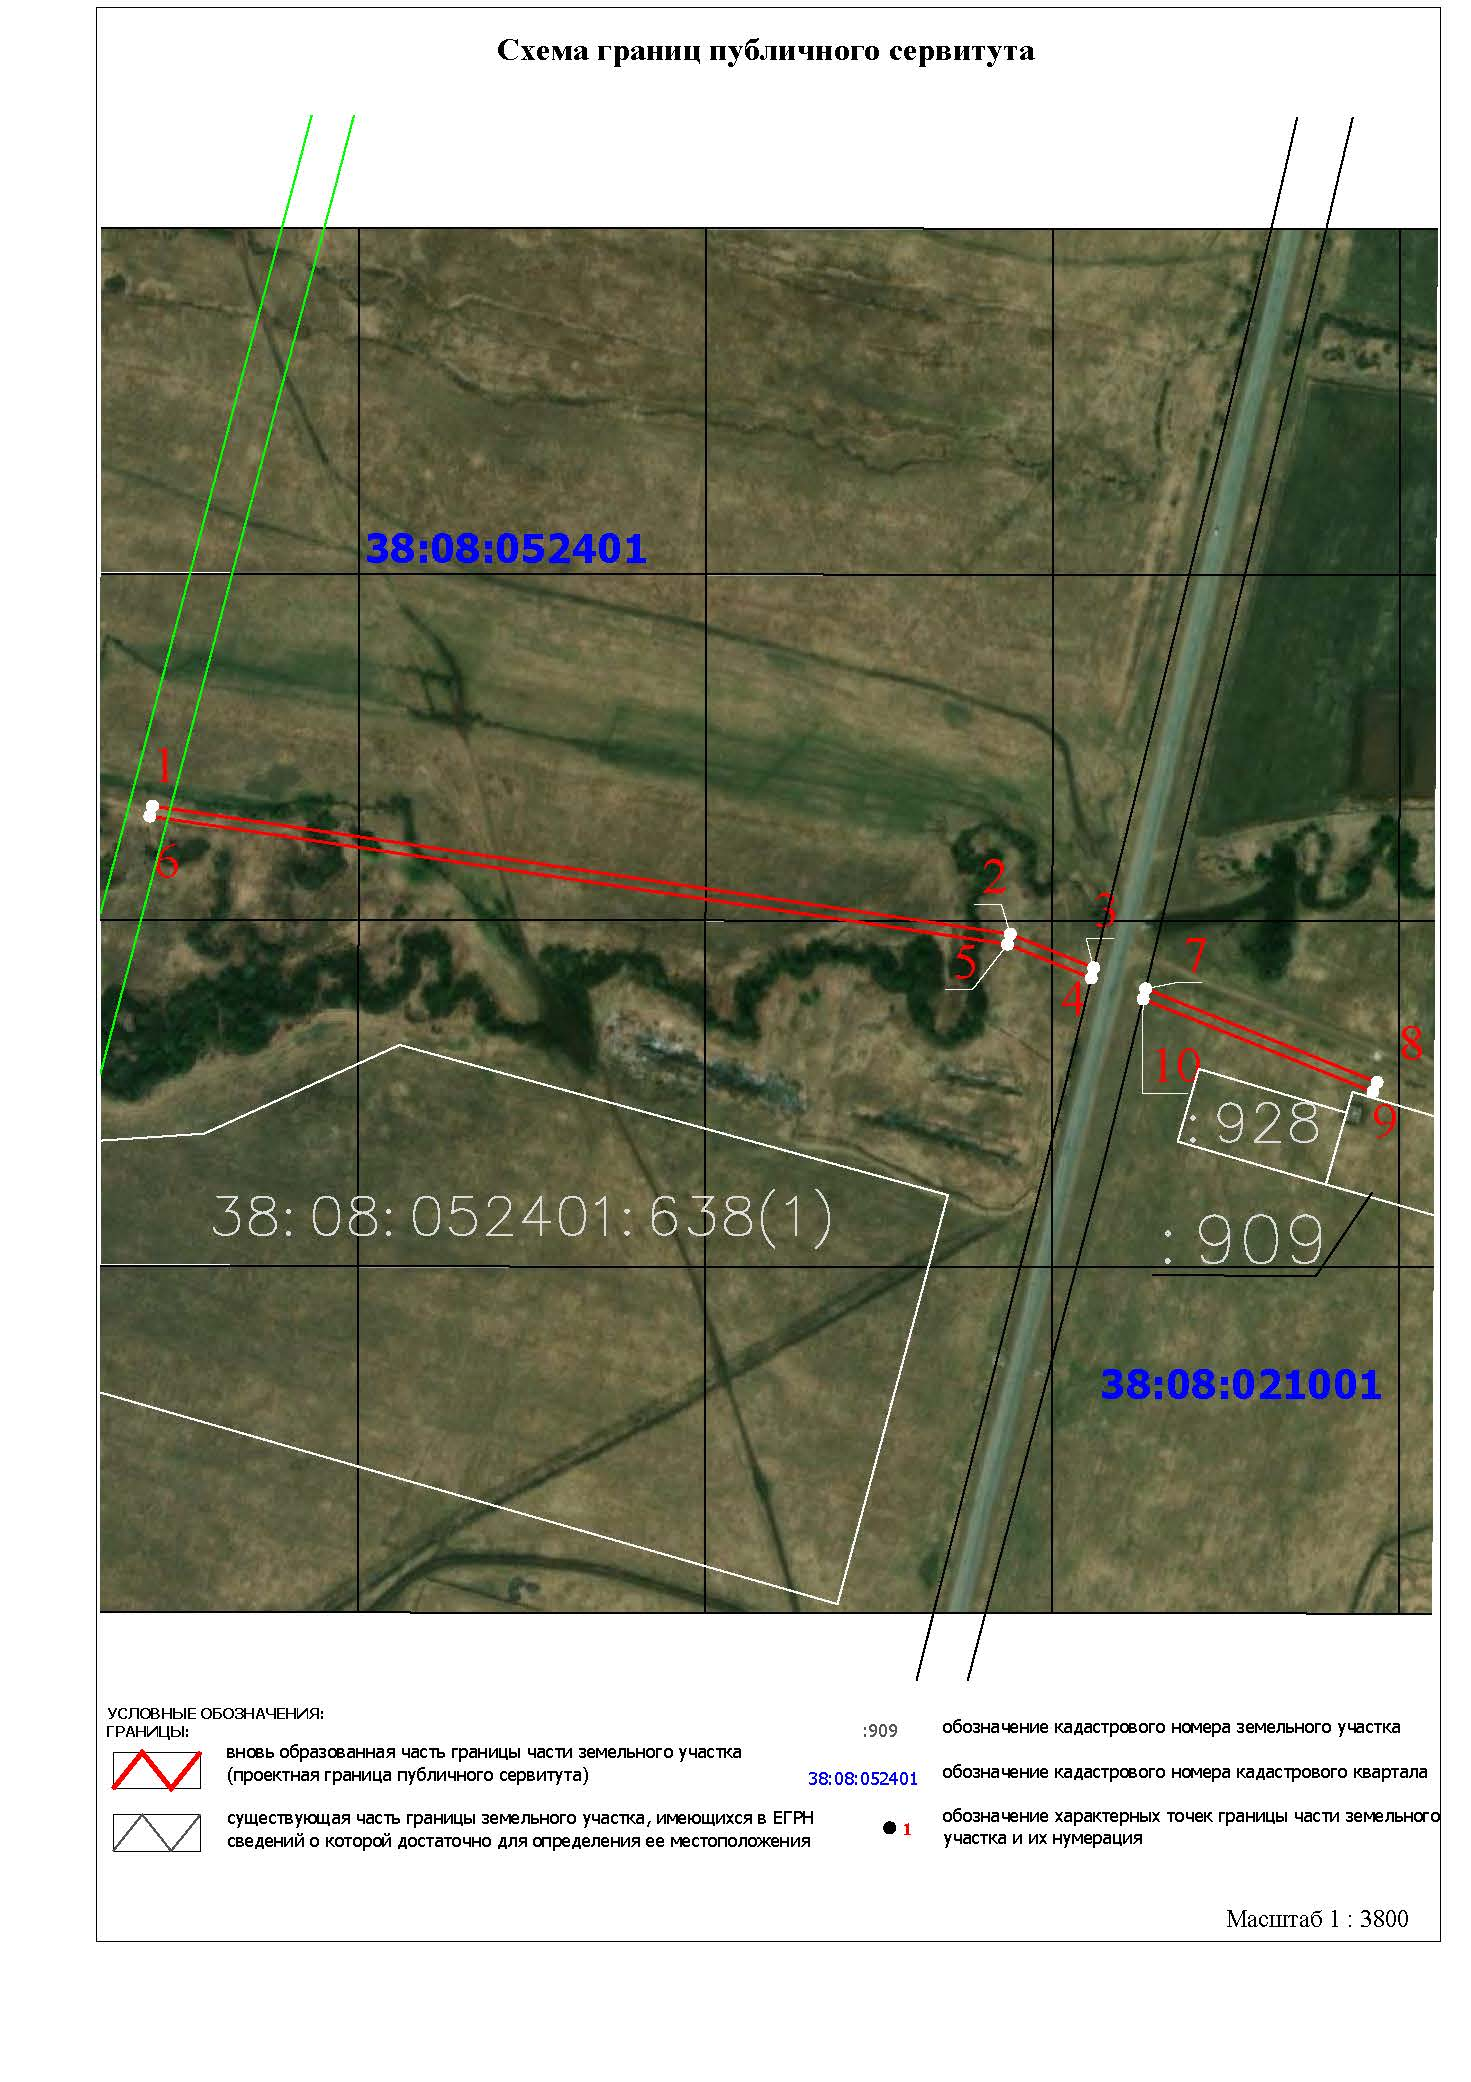 Схема границ публичного сервитута
38:08:052401
1
6
2
3
5
4
7
8
10
9
:928
38:08:052401:638(1)
:909
38:08:021001
УСЛОВНЫЕ ОБОЗНАЧЕНИЯ:
ГРАНИЦЫ:
вновь образованная часть границы части земельного участка
(проектная граница публичного сервитута)
существующая часть границы земельного участка, имеющихся в ЕГРН
сведений о которой достаточно для определения ее местоположения
:909 обозначение кадастрового номера земельного участка
38:08:052401 обозначение кадастрового номера кадастрового квартала
1 обозначение характерных точек границы части земельного
участка и их нумерация
Масштаб 1 : 3800